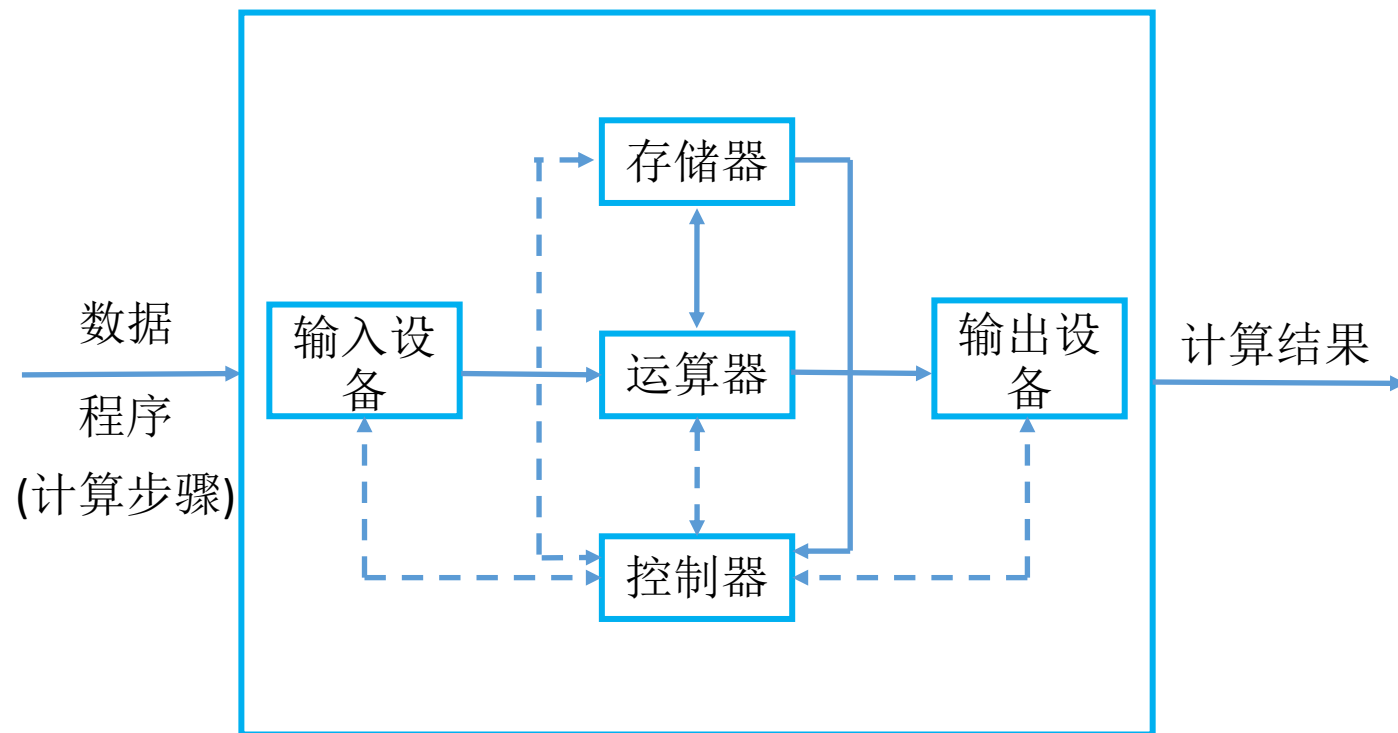 存储器
数据
程序
(计算步骤)
输入设
备
运算器
输出设
备
计算结果
控制器